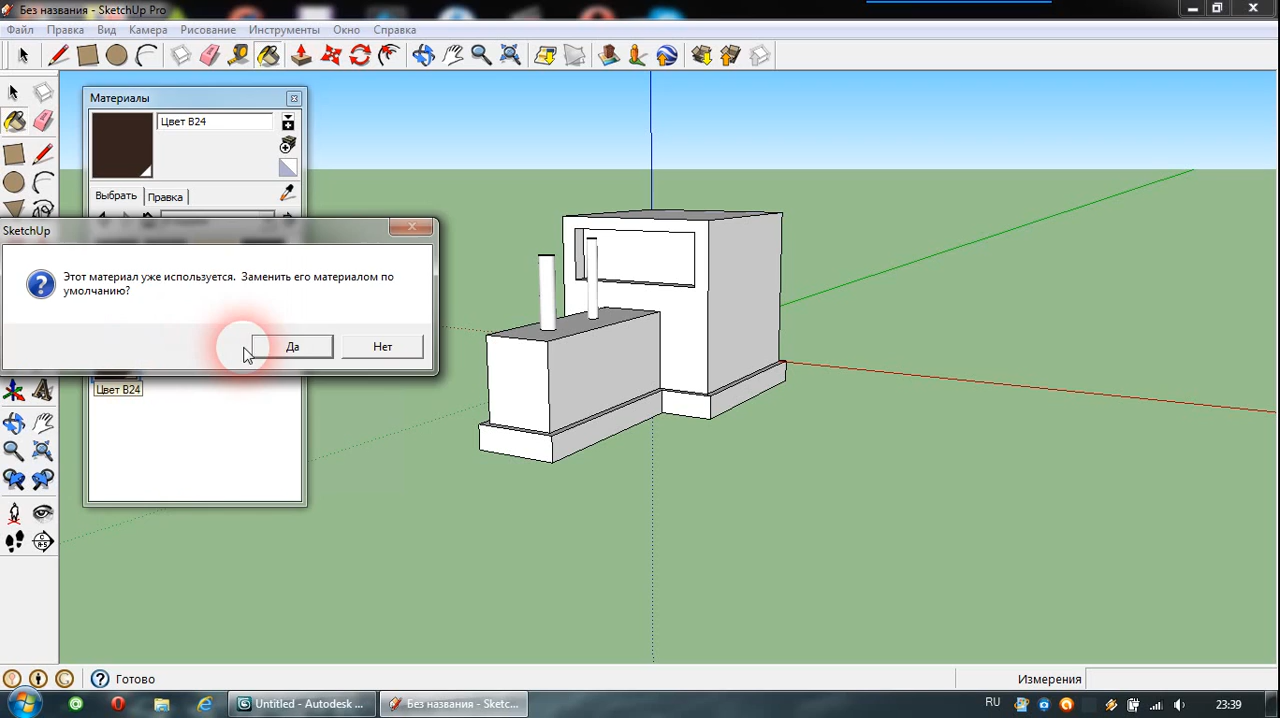 Без названия - SketchUp Pro
Файл Правка Вид Камера Рисование Инструменты Окно Справка
Материалы
Цвет B24
Выбрать Правка
SketchUp
Этот материал уже используется. Заменить его материалом по
умолчанию?
Да Нет
Цвет B24
Готово
Измерения
Untitled - Autodesk ...
Без названия - Sketc...
RU
23:39